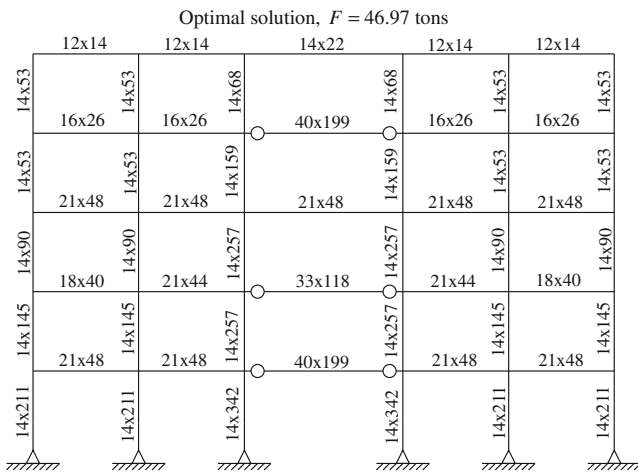 Optimal solution, F = 46.97 tons
12x14 12x14 14x22 12x14 12x14
14x53 14x53 14x68 14x68 14x53 14x53
16x26 16x26 40x199 16x26 16x26
14x53 14x53 14x159 14x159 14x53 14x53
21x48 21x48 21x48 21x48 21x48
14x90 14x90 14x257 14x257 14x90 14x90
18x40 21x44 33x118 21x44 18x40
14x145 14x145 14x257 14x257 14x145 14x145
21x48 21x48 40x199 21x48 21x48
14x211 14x211 14x342 14x342 14x211 14x211